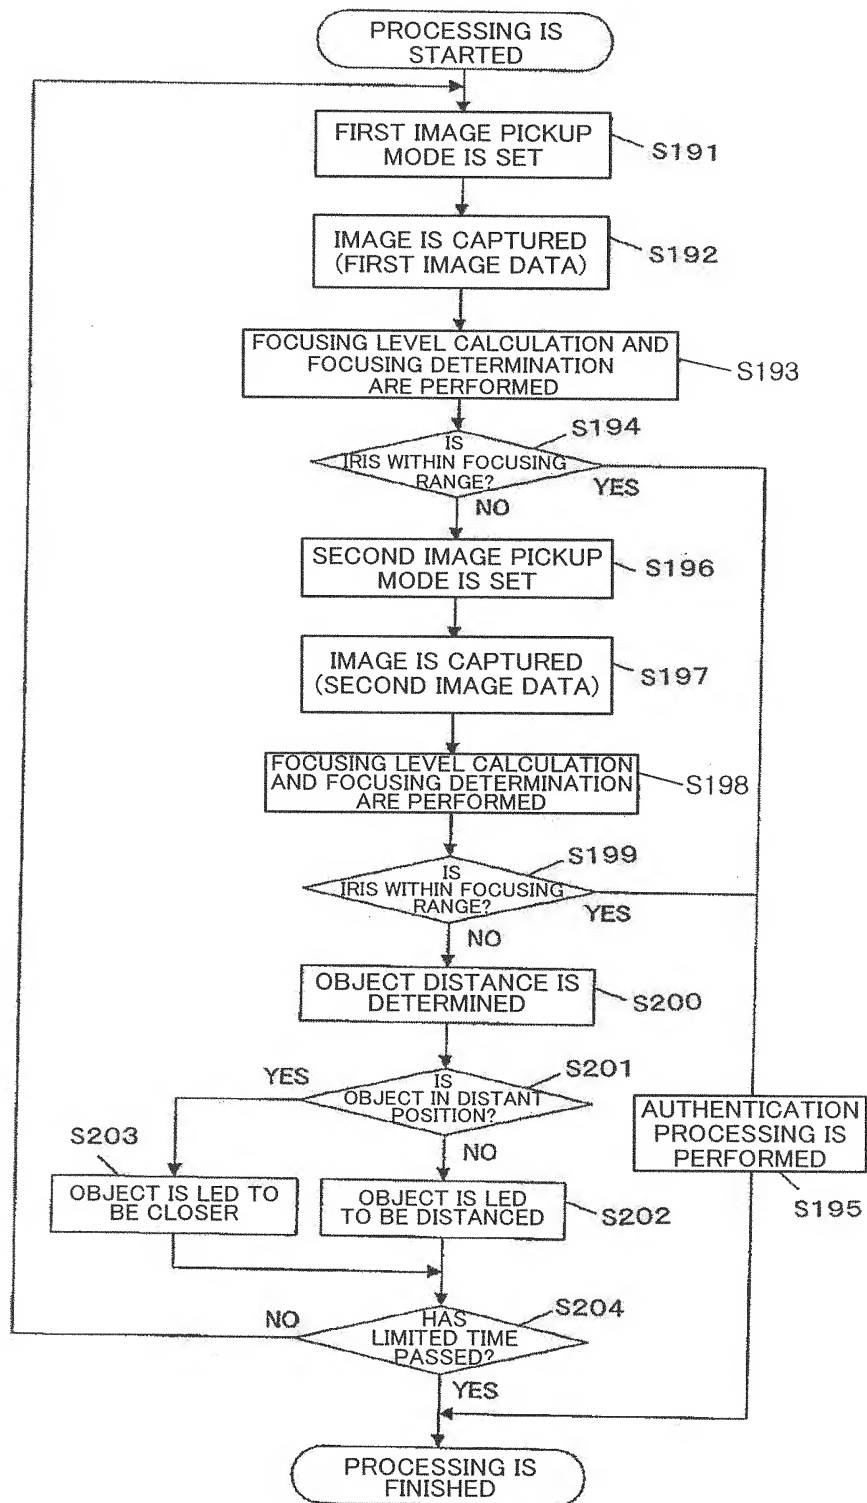 PROCESSING IS
STARTED
FIRST IMAGE PICKUP
MODE IS SET
S191
IMAGE IS CAPTURED
(FIRST IMAGE DATA)
S192
FOCUSING LEVEL CALCULATION AND
FOCUSING DETERMINATION
ARE PERFORMED
S193
S194
IS
IRIS WITHIN FOCUSING
RANGE?
YES
NO
SECOND IMAGE PICKUP
MODE IS SET
S196
IMAGE IS CAPTURED
(SECOND IMAGE DATA)
S197
FOCUSING LEVEL CALCULATION
AND FOCUSING DETERMINATION
ARE PERFORMED
S198
S199
IS
IRIS WITHIN FOCUSING
RANGE?
YES
NO
OBJECT DISTANCE IS
DETERMINED
S200
YES
S201
IS
OBJECT IN DISTANT
POSITION?
NO
AUTHENTICATION
PROCESSING IS
PERFORMED
S195
S203
OBJECT IS LED TO
BE CLOSER
OBJECT IS LED
TO BE DISTANCED
S202
NO
S204
HAS
LIMITED TIME
PASSED?
YES
PROCESSING IS
FINISHED